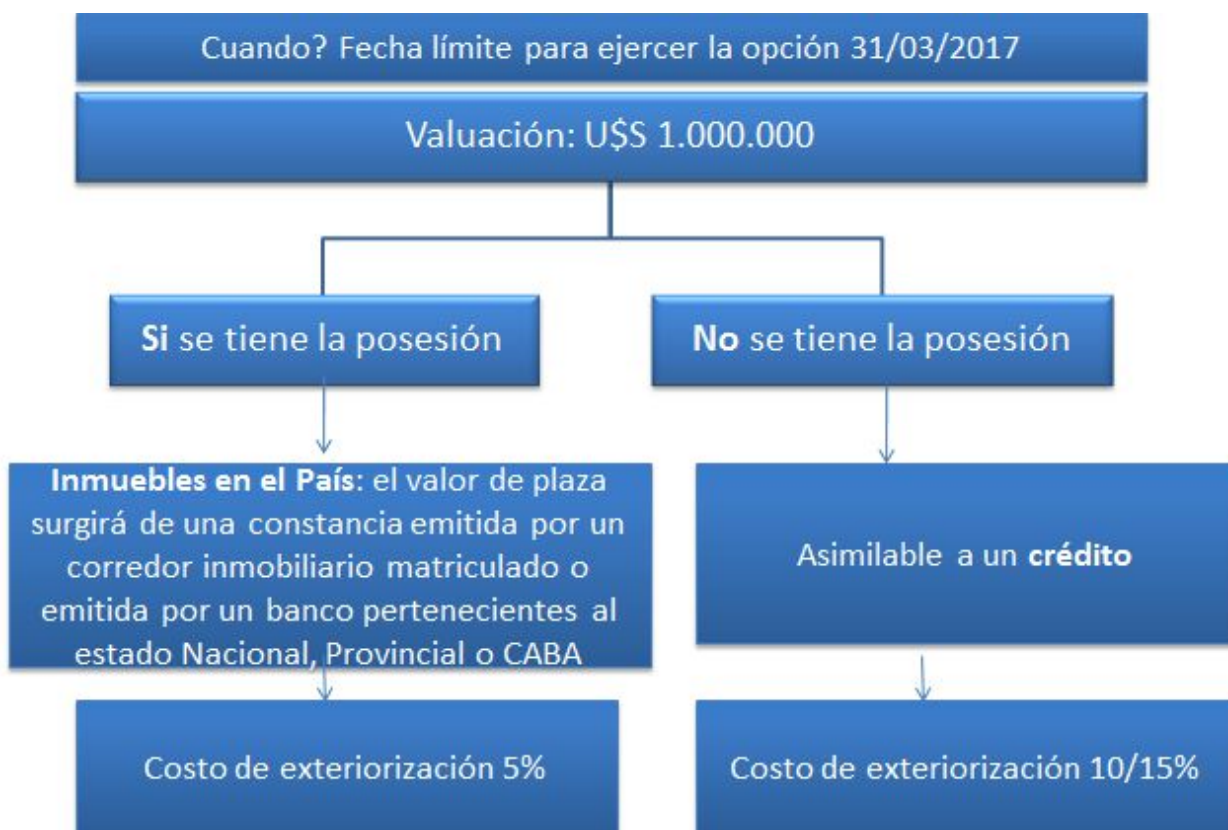 Cuando? Fecha límite para ejercer la opción 31/03/2017
Valuación: U$S 1.000.000
Si se tiene la posesión
No se tiene la posesión
Inmuebles en el País: el valor de plaza
surgirá de una constancia emitida por un
corredor inmobiliario matriculado o
emitida por un banco pertenecientes al
estado Nacional, Provincial o CABA
Asimilable a un crédito
Costo de exteriorización 5%
Costo de exteriorización 10/15%